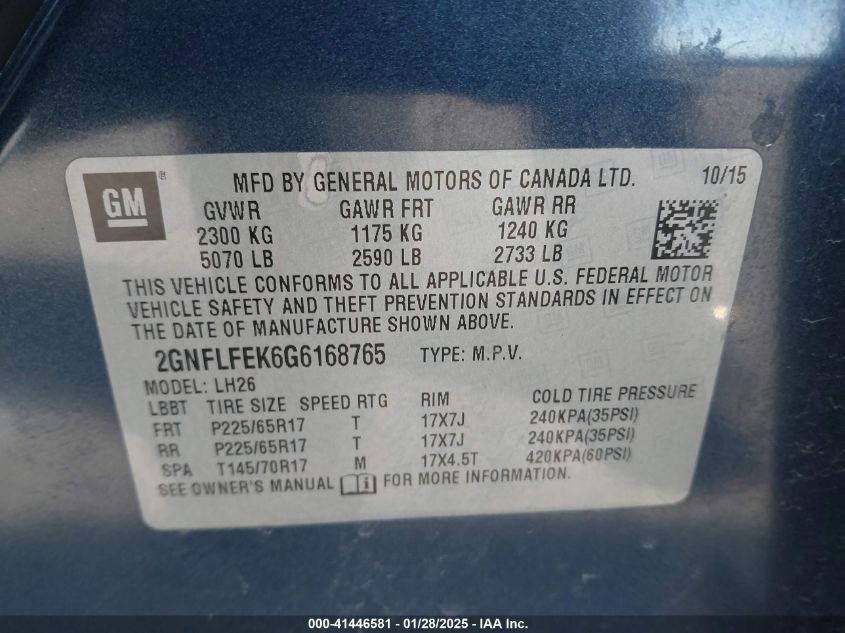 GM
MFD BY GENERAL MOTORS OF CANADA LTD. 10/15
GVWR GAWR FRT GAWR RR
2300 KG 1175 KG 1240 KG
5070 LB 2590 LB 2733 LB
THIS VEHICLE CONFORMS TO ALL APPLICABLE U.S. FEDERAL MOTOR
VEHICLE SAFETY AND THEFT PREVENTION STANDARDS IN EFFECT ON
THE DATE OF MANUFACTURE SHOWN ABOVE.
2GNFLFEK6G6168765 TYPE: M.P.V.
MODEL: LH26
LBBT TIRE SIZE SPEED RTG RIM COLD TIRE PRESSURE
FRT P225/65R17 T 17X7J 240KPA(35PSI)
RR P225/65R17 T 17X7J 240KPA(35PSI)
SPA T145/70R17 M 17X4.5T 420KPA(60PSI)
SEE OWNER'S MANUAL FOR MORE INFORMATION.
000-41446581 - 01/28/2025 - IAA Inc.